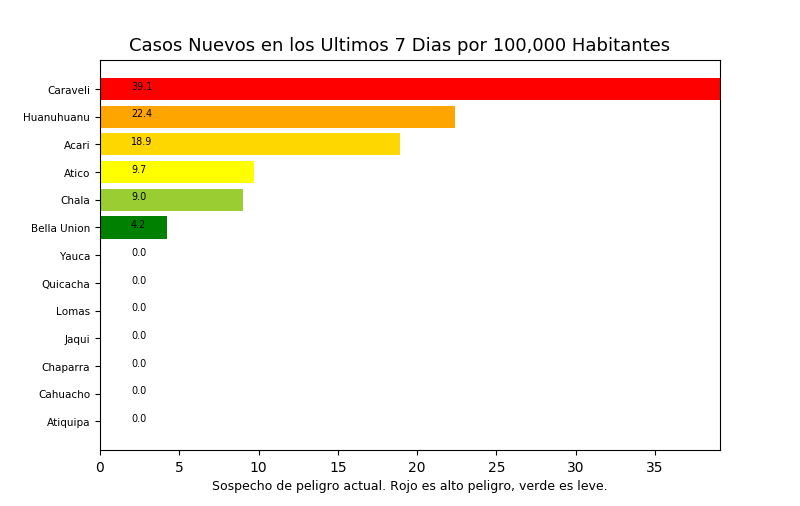 Casos Nuevos en los Ultimos 7 Dias por 100,000 Habitantes
Caraveli 39.1
Huanuhuanu 22.4
Acari 18.9
Atico 9.7
Chala 9.0
Bella Union 4.2
Yauca 0.0
Quicacha 0.0
Lomas 0.0
Jaqui 0.0
Chaparra 0.0
Cahuacho 0.0
Atiquipa 0.0
0 5 10 15 20 25 30 35
Sospecho de peligro actual. Rojo es alto peligro, verde es leve.